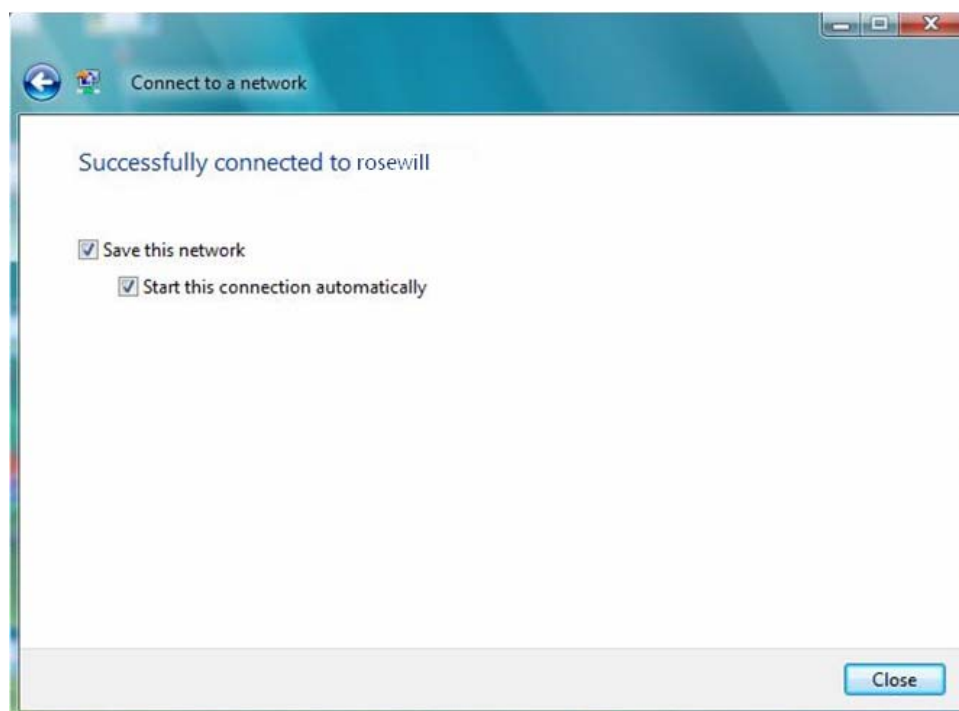 Connect to a network
Successfully connected to rosewill
Save this network
Start this connection automatically
Close